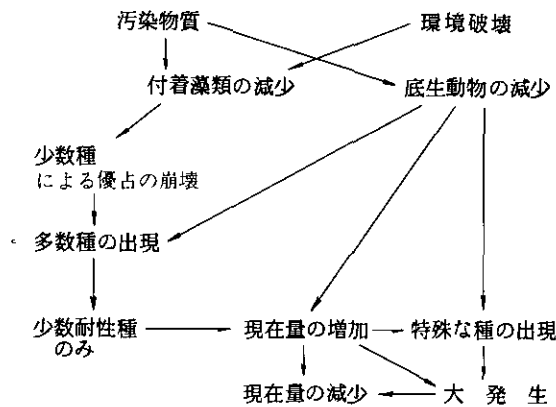 汚染物質 環境破壊
付着藻類の減少 底生動物の減少
少数種
による優占の崩壊
多数種の出現
少数耐性種 現在量の増加 特殊な種の出現
のみ
現在量の減少 大発生